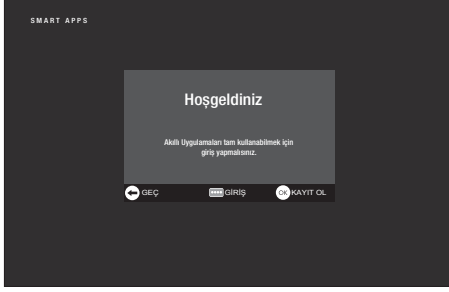 SMART APPS
Hoşgeldiniz
Akıllı Uygulamaları tam kullanabilmek için
giriş yapmalısınız.
GEÇ GİRİŞ OK KAYIT OL